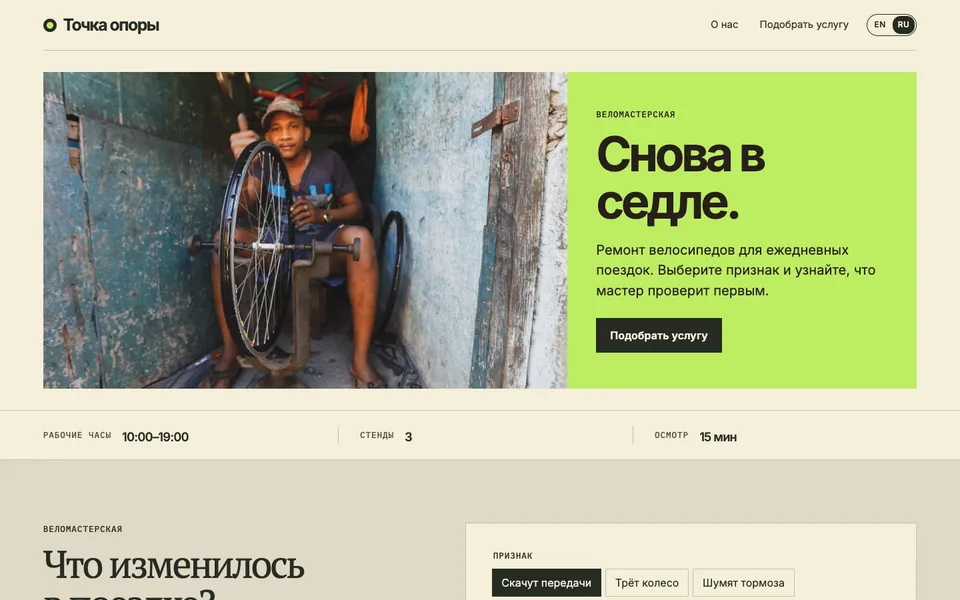 Точка опоры
О нас
Подобрать услугу
EN
RU
ВЕЛОМАСТЕРСКАЯ
Снова в
седле.
Ремонт велосипедов для ежедневных
поездок. Выберите признак и узнайте, что
мастер проверит первым.
Подобрать услугу
РАБОЧИЕ ЧАСЫ 10:00–19:00
СТЕНДЫ 3
ОСМОТР 15 мин
ВЕЛОМАСТЕРСКАЯ
Что изменилось
в поездке?
ПРИЗНАК
Скачут передачи
Трёт колесо
Шумят тормоза